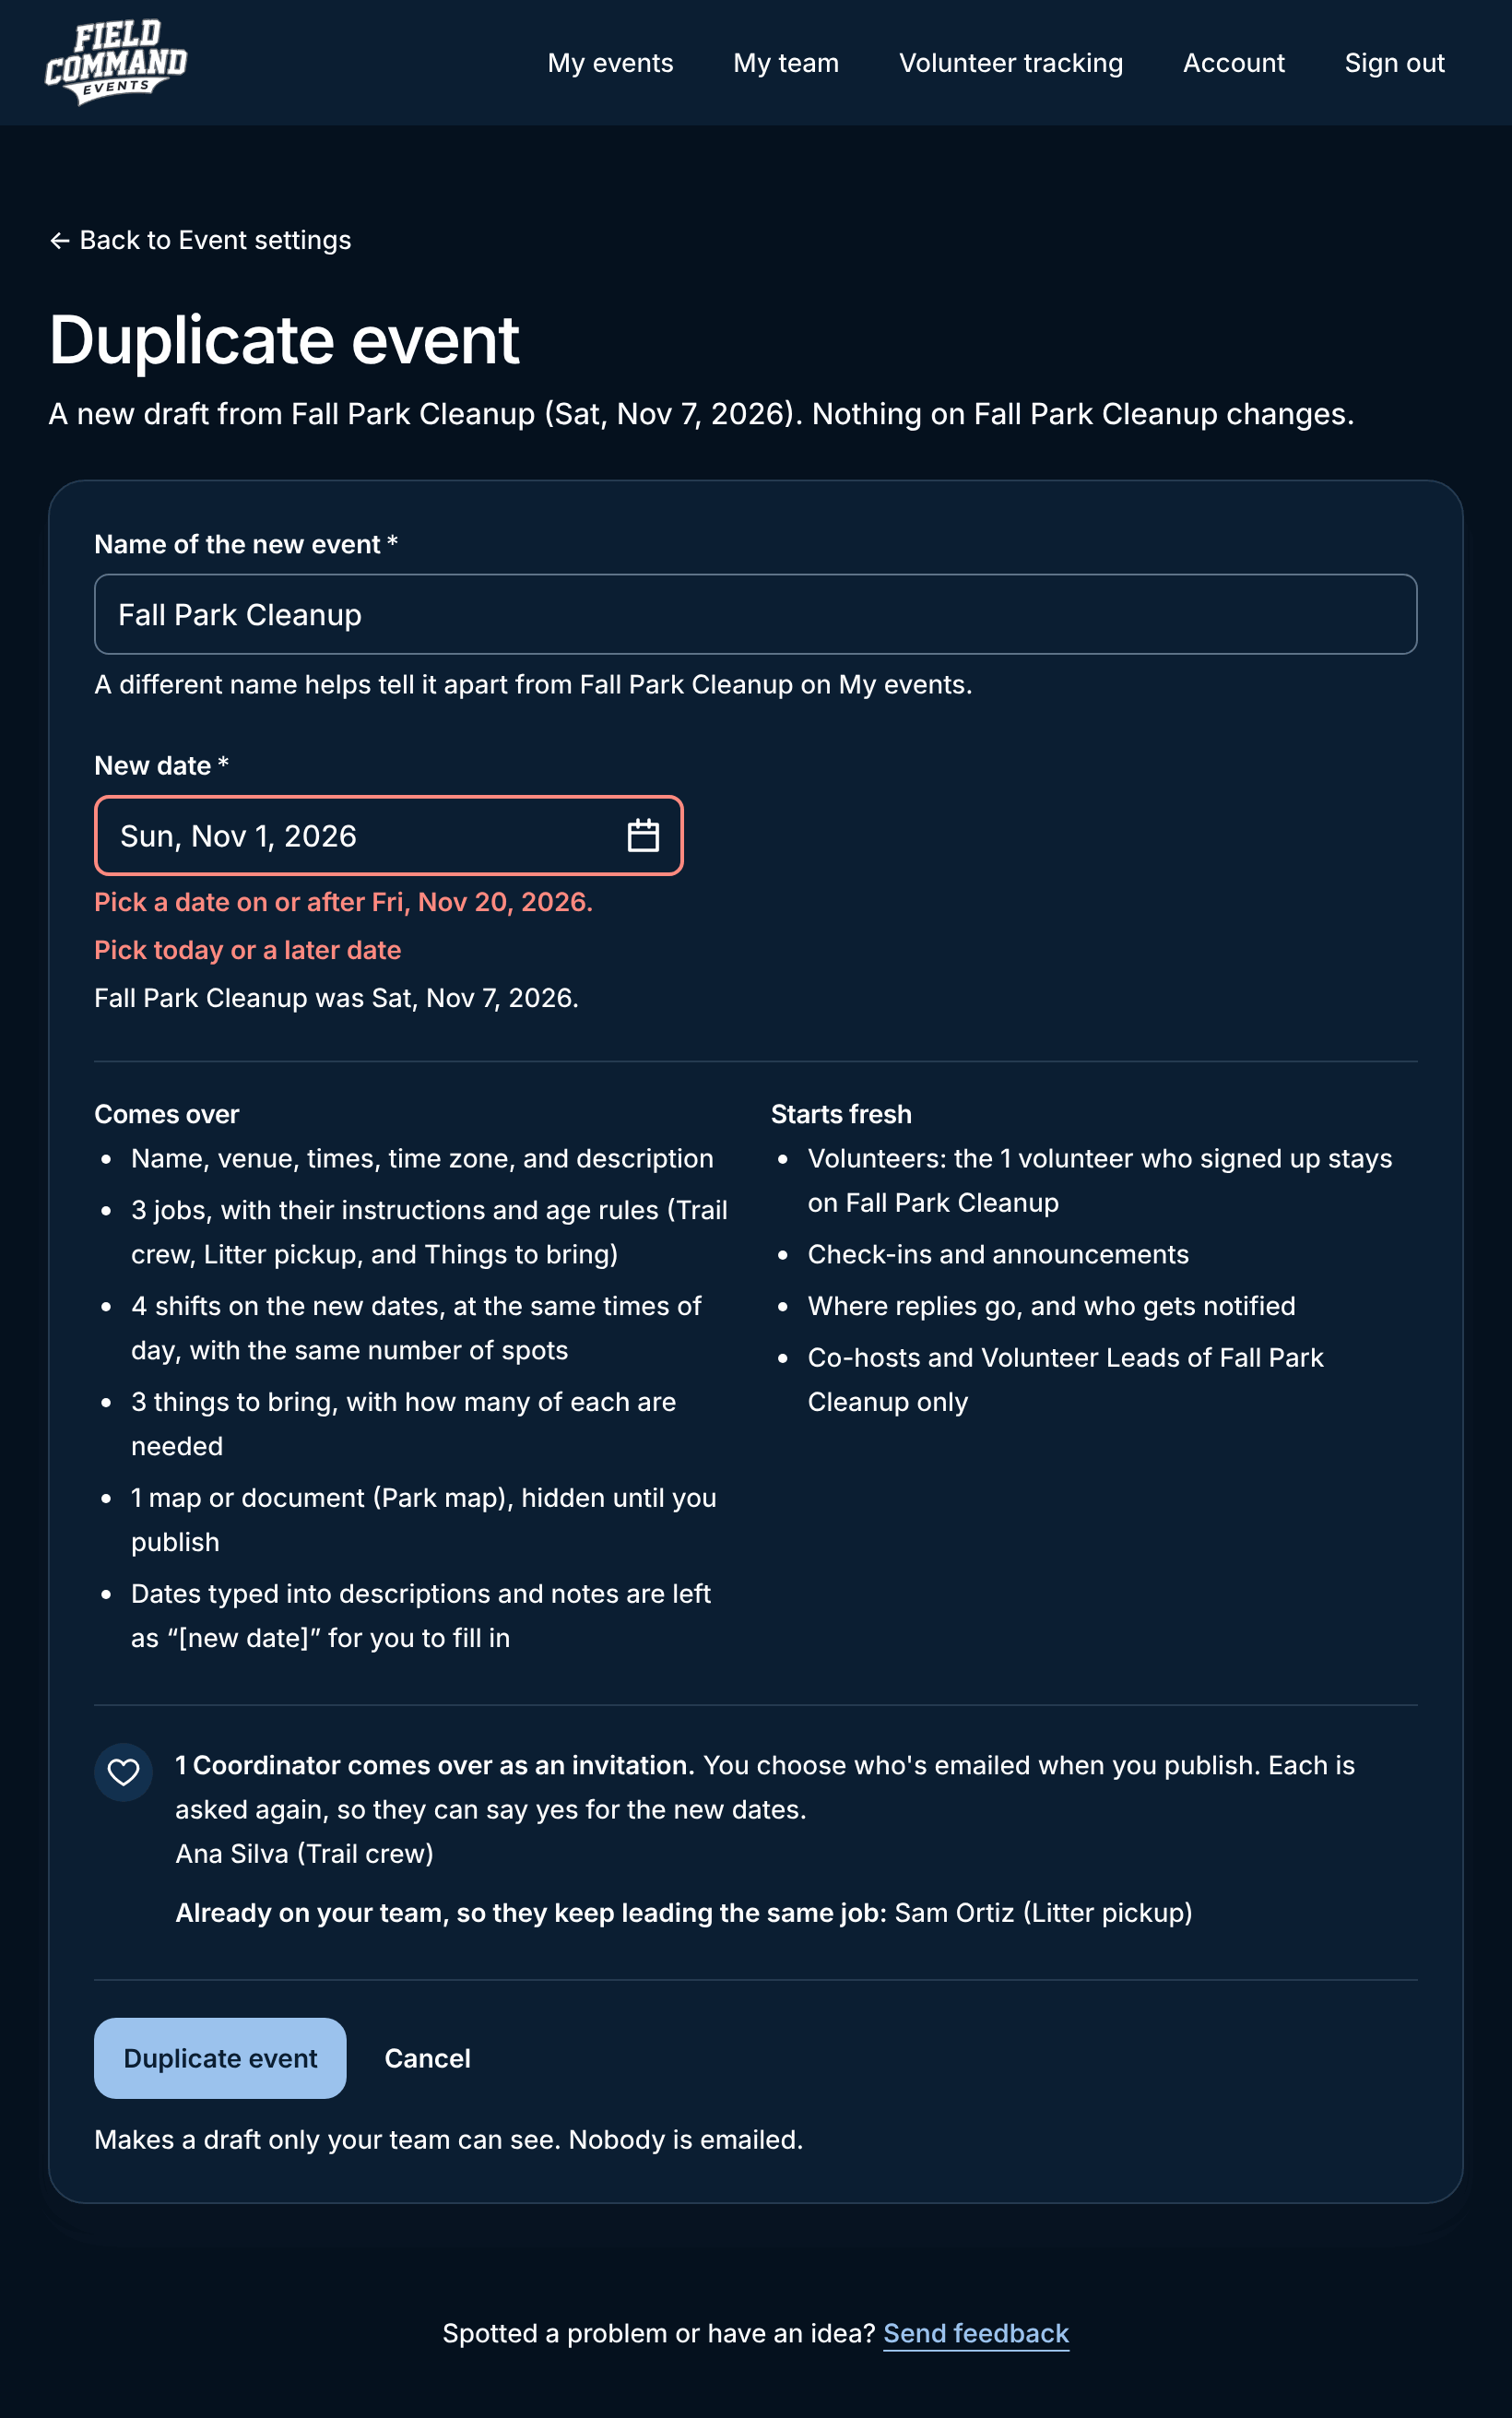 FIELD
COMMAND
EVENTS
My events
My team
Volunteer tracking
Account
Sign out
← Back to Event settings
Duplicate event
A new draft from Fall Park Cleanup (Sat, Nov 7, 2026). Nothing on Fall Park Cleanup changes.
Name of the new event *
Fall Park Cleanup
A different name helps tell it apart from Fall Park Cleanup on My events.
New date *
Sun, Nov 1, 2026
Pick a date on or after Fri, Nov 20, 2026.
Pick today or a later date
Fall Park Cleanup was Sat, Nov 7, 2026.
Comes over
• Name, venue, times, time zone, and description
• 3 jobs, with their instructions and age rules (Trail
crew, Litter pickup, and Things to bring)
• 4 shifts on the new dates, at the same times of
day, with the same number of spots
• 3 things to bring, with how many of each are
needed
• 1 map or document (Park map), hidden until you
publish
• Dates typed into descriptions and notes are left
as “[new date]” for you to fill in
Starts fresh
• Volunteers: the 1 volunteer who signed up stays
on Fall Park Cleanup
• Check-ins and announcements
• Where replies go, and who gets notified
• Co-hosts and Volunteer Leads of Fall Park
Cleanup only
1 Coordinator comes over as an invitation. You choose who's emailed when you publish. Each is
asked again, so they can say yes for the new dates.
Ana Silva (Trail crew)
Already on your team, so they keep leading the same job: Sam Ortiz (Litter pickup)
Duplicate event
Cancel
Makes a draft only your team can see. Nobody is emailed.
Spotted a problem or have an idea? Send feedback